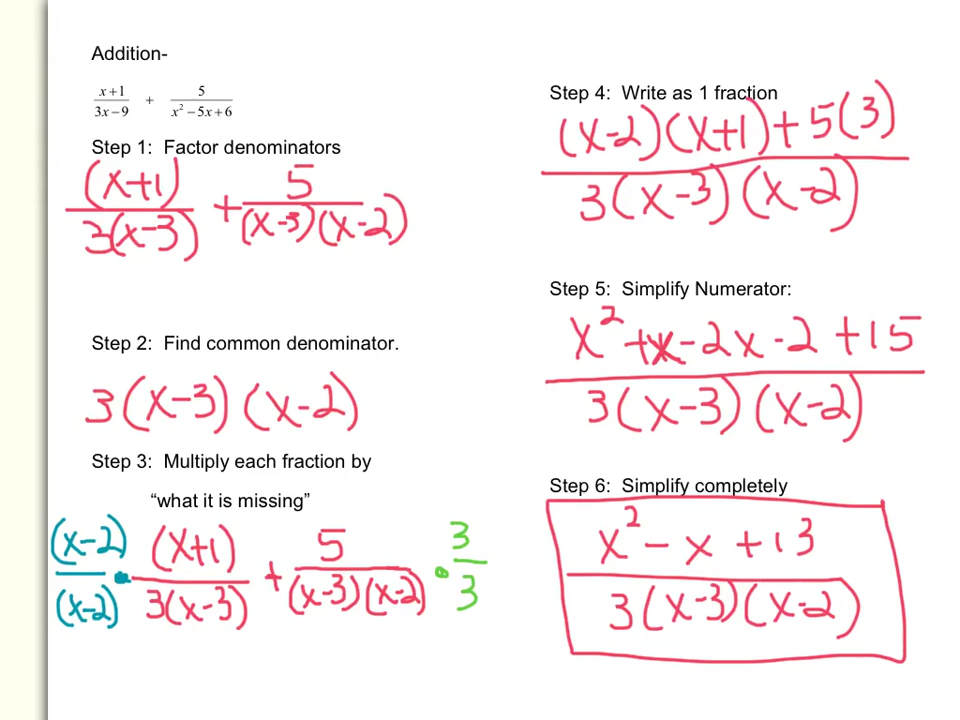 Addition-
x+1/3x−9 + 5/x²−5x+6
Step 1: Factor denominators
(x+1)/3(x-3) + 5/(x-3)(x-2)
Step 2: Find common denominator.
3(x-3)(x-2)
Step 3: Multiply each fraction by
“what it is missing”
(x-2)/(x-2) · (x+1)/3(x-3) + 5/(x-3)(x-2) · 3/3
Step 4: Write as 1 fraction
(x-2)(x+1)+5(3)
3(x-3)(x-2)
Step 5: Simplify Numerator:
x²+x-2x-2+15
3(x-3)(x-2)
Step 6: Simplify completely
x²-x+13
3(x-3)(x-2)